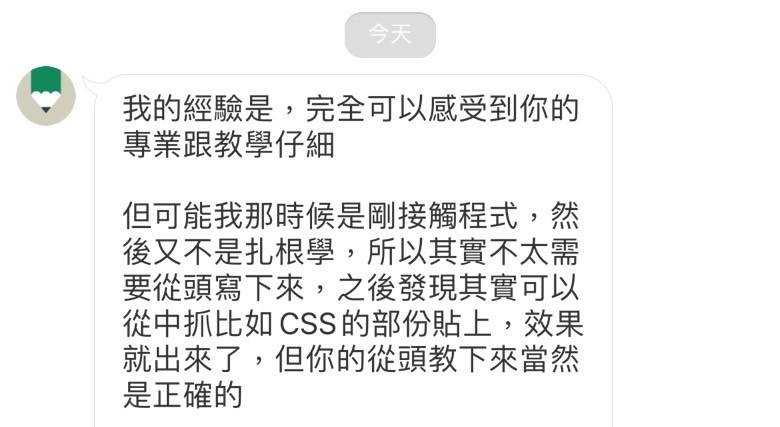 今天
我的經驗是，完全可以感受到你的
專業跟教學仔細
但可能我那時候是剛接觸程式，然
後又不是扎根學，所以其實不太需
要從頭寫下來，之後發現其實可以
從中抓比如CSS的部份貼上，效果
就出來了，但你的從頭教下來當然
是正確的